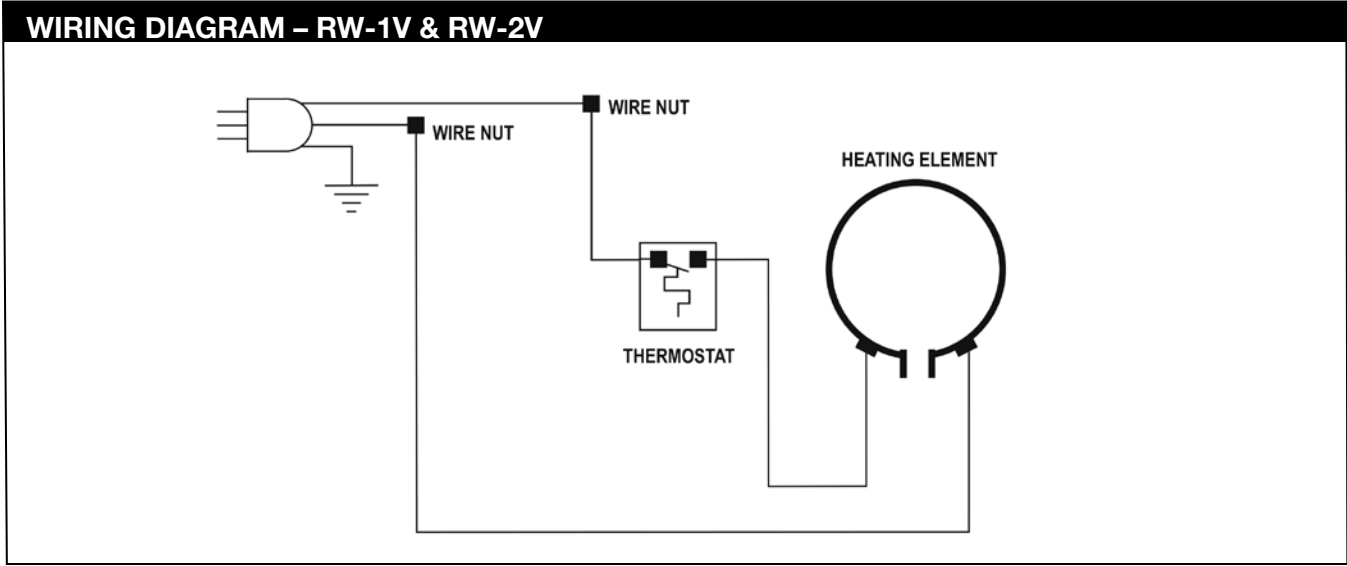 WIRING DIAGRAM – RW-1V & RW-2V
WIRE NUT
WIRE NUT
HEATING ELEMENT
THERMOSTAT